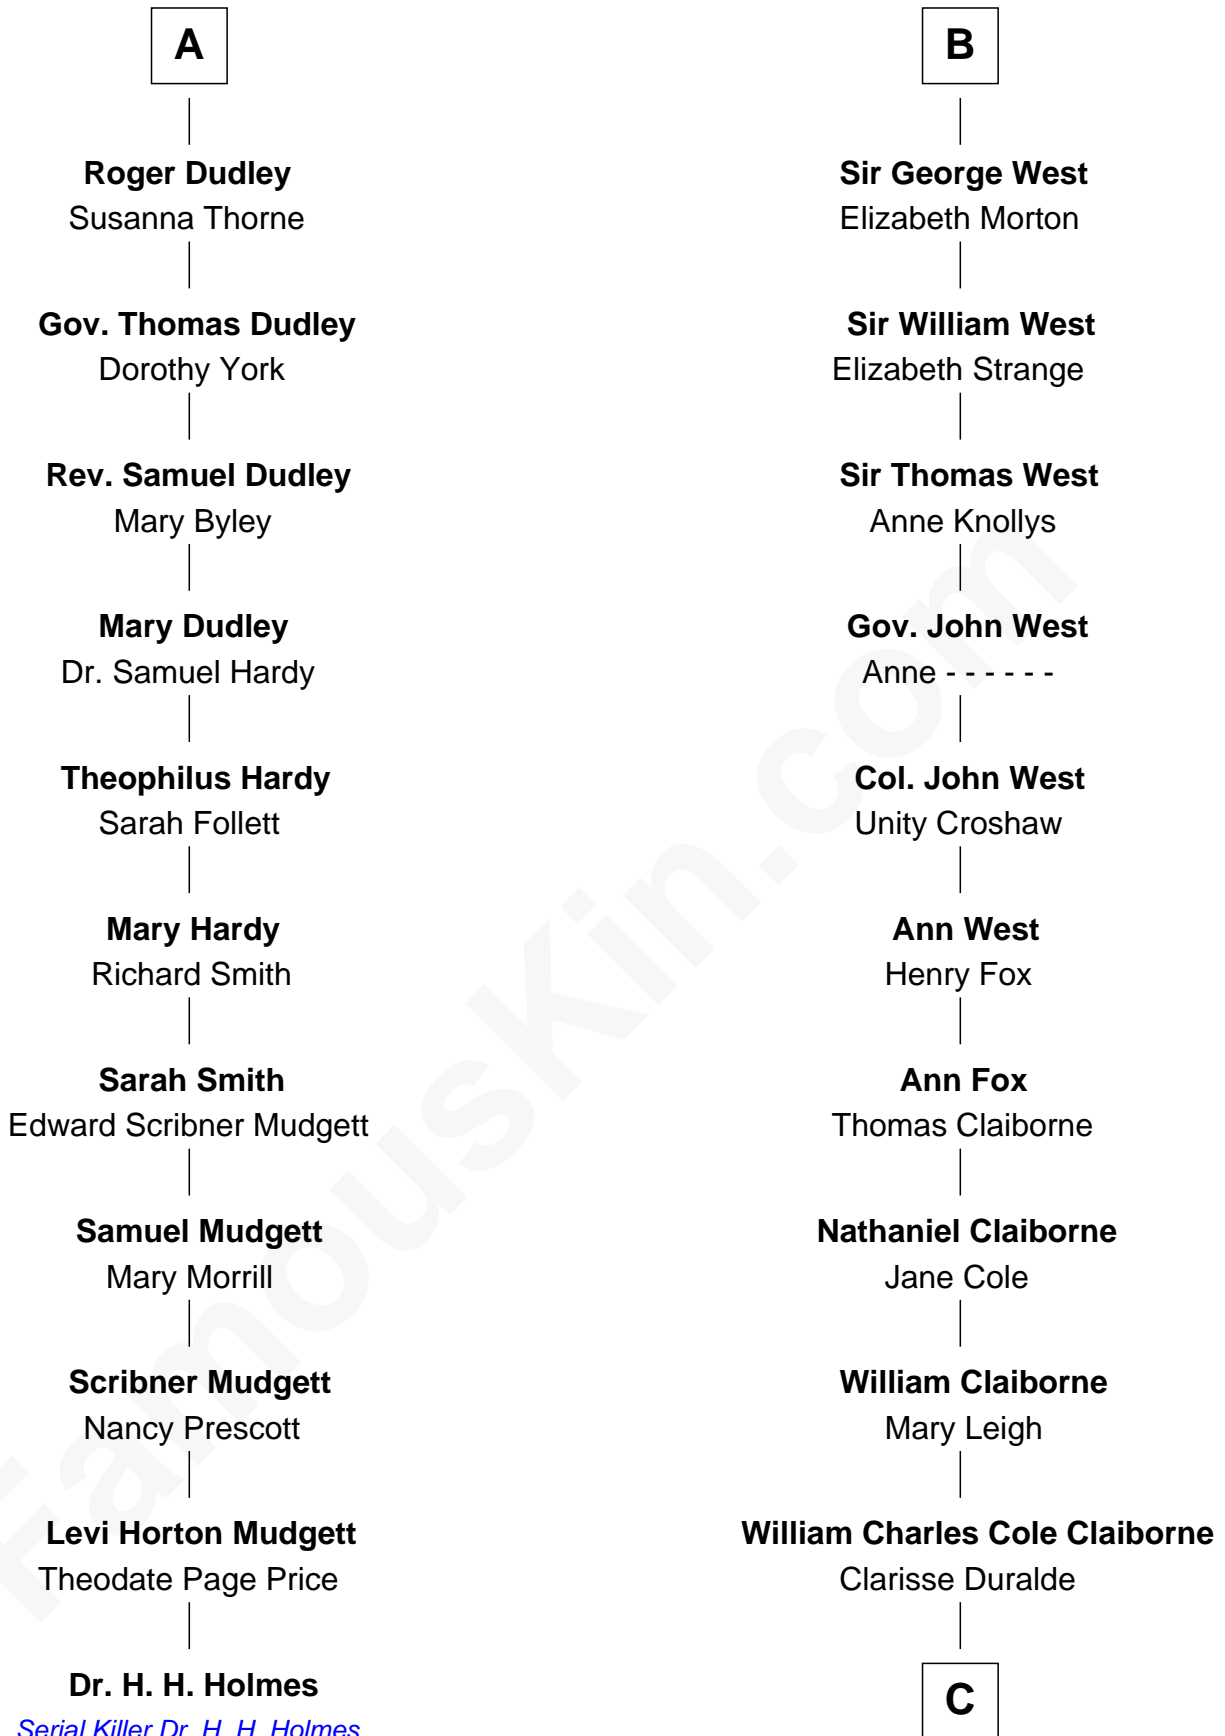 A
Roger Dudley
Susanna Thorne
Gov. Thomas Dudley
Dorothy York
Rev. Samuel Dudley
Mary Byley
Mary Dudley
Dr. Samuel Hardy
Theophilus Hardy
Sarah Follett
Mary Hardy
Richard Smith
Sarah Smith
Edward Scribner Mudgett
Samuel Mudgett
Mary Morrill
Scribner Mudgett
Nancy Prescott
Levi Horton Mudgett
Theodate Page Price
Dr. H. H. Holmes
Serial Killer Dr. H. H. Holmes
B
Sir George West
Elizabeth Morton
Sir William West
Elizabeth Strange
Sir Thomas West
Anne Knollys
Gov. John West
Anne - - - - - -
Col. John West
Unity Croshaw
Ann West
Henry Fox
Ann Fox
Thomas Claiborne
Nathaniel Claiborne
Jane Cole
William Claiborne
Mary Leigh
William Charles Cole Claiborne
Clarisse Duralde
C
FamousKin.com